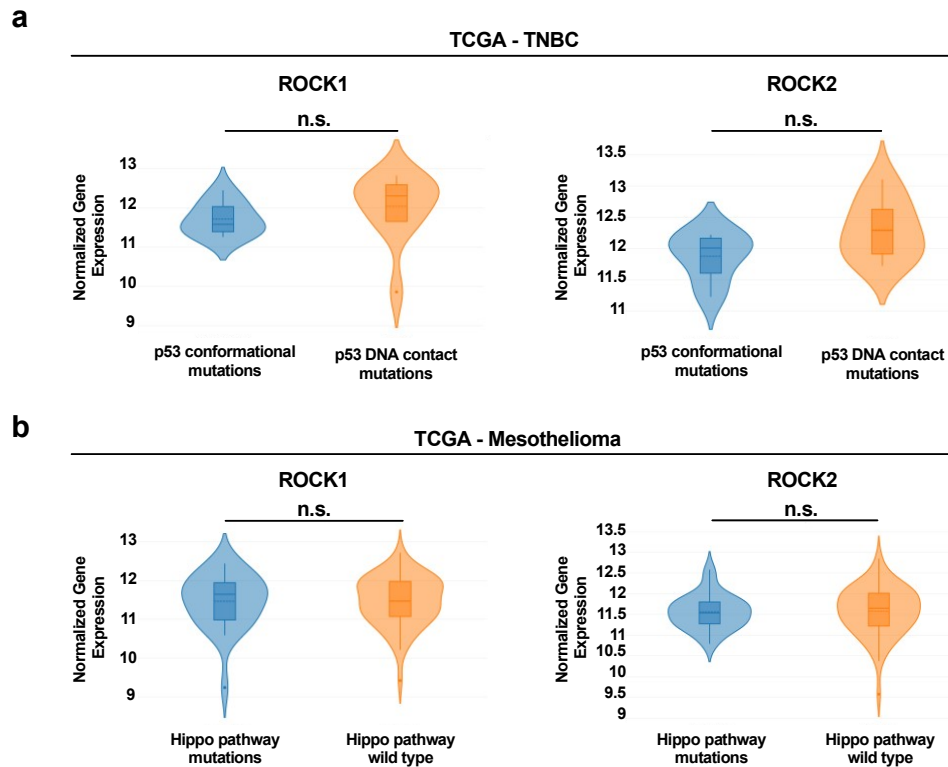 a
TCGA - TNBC
ROCK1
n.s.
Normalized Gene
Expression
13
12
11
10
9
p53 conformational
mutations
p53 DNA contact
mutations
ROCK2
n.s.
Normalized Gene
Expression
13.5
13
12.5
12
11.5
11
p53 conformational
mutations
p53 DNA contact
mutations
b
TCGA - Mesothelioma
ROCK1
n.s.
Normalized Gene
Expression
13
12
11
10
9
Hippo pathway
mutations
Hippo pathway
wild type
ROCK2
n.s.
Normalized Gene
Expression
13.5
13
12.5
12
11.5
11
10.5
10
9.5
9
Hippo pathway
mutations
Hippo pathway
wild type